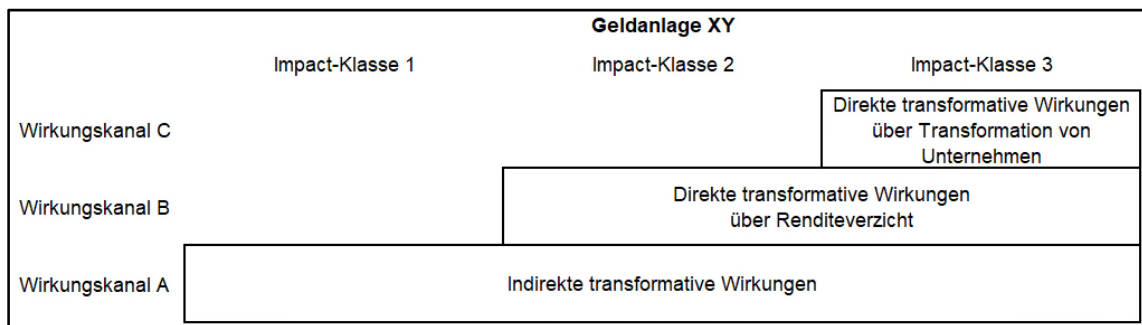 Geldanlage XY
Impact-Klasse 1 Impact-Klasse 2 Impact-Klasse 3
Wirkungskanal C
Direkte transformative Wirkungen
über Transformation von
Unternehmen
Wirkungskanal B
Direkte transformative Wirkungen
über Renditeverzicht
Wirkungskanal A
Indirekte transformative Wirkungen